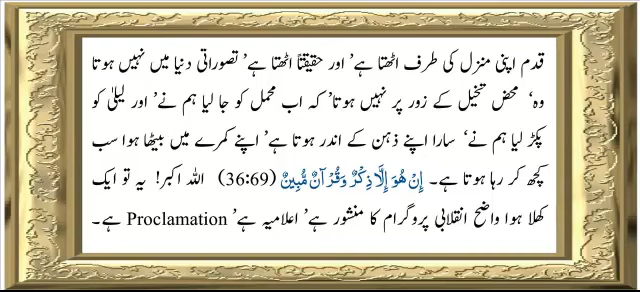 قدم اپنی منزل کی طرف اٹھتا ہے’ اور حقیقتاً اٹھتا ہے’ تصوراتی دنیا میں نہیں ہوتا
وہ‘ محض تخیل کے زور پر نہیں ہوتا’ کہ اب محمل کو جا لیا ہم نے’ اور لیلیٰ کو
پکڑ لیا ہم نے‘ سارا اپنے ذہن کے اندر ہوتا ہے’ اپنے کمرے میں بیٹھا ہوا سب
کچھ کر رہا ہوتا ہے۔ إِنْ هُوَ إِلَّا ذِكْرٌ وَقُرْآنٌ مُّبِينٌ (36:69) اللہ اکبر! یہ تو ایک
کھلا ہوا واضح انقلابی پروگرام کا منشور ہے’ اعلامیہ ہے’ Proclamation ہے۔